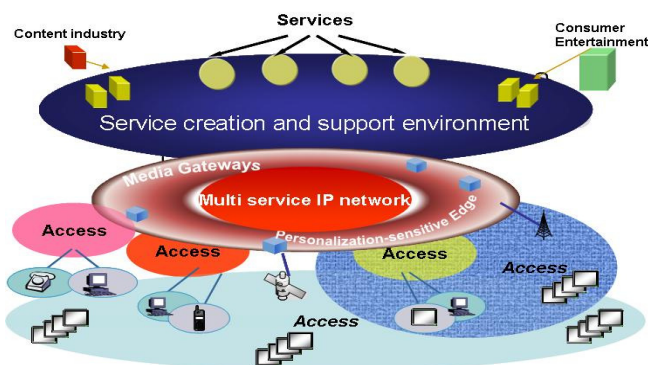 Services
Content industry
Consumer
Entertainment
Service creation and support environment
Media Gateways
Multi service IP network
Personalization-sensitive Edge
Access
Access
Access
Access
Access